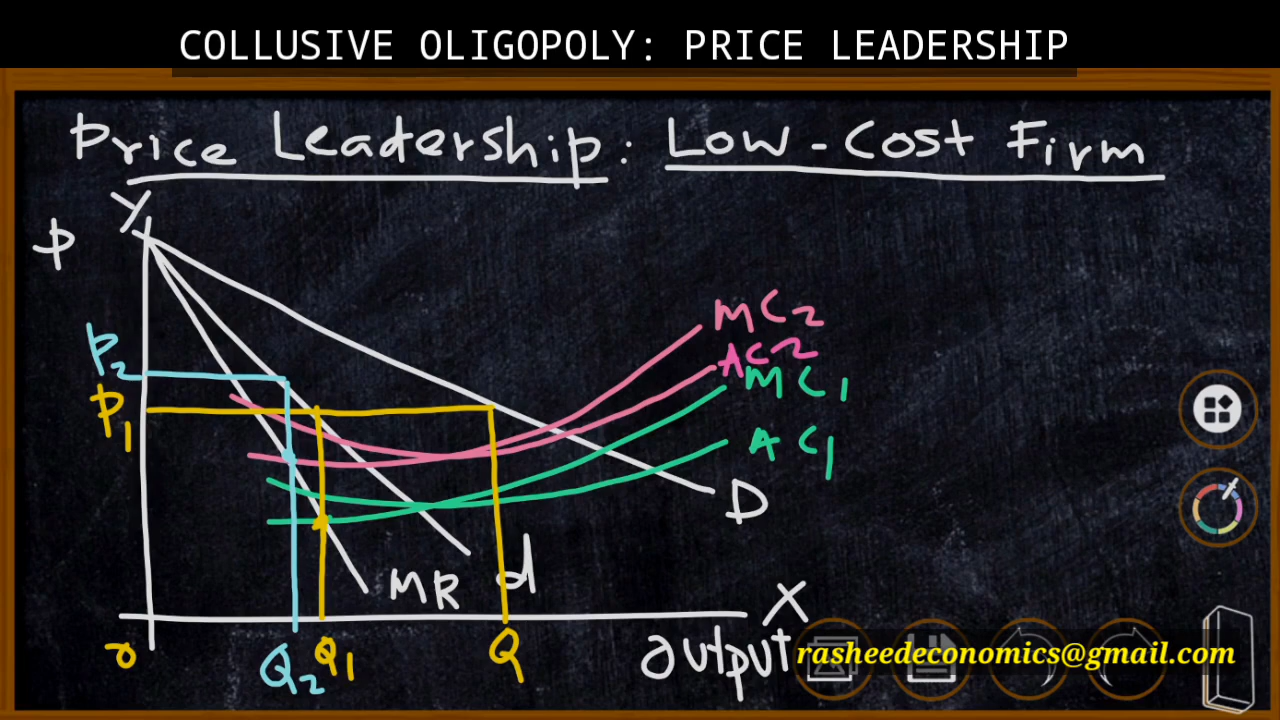 COLLUSIVE OLIGOPOLY: PRICE LEADERSHIP
Price Leadership: Low-Cost Firm
Y
P
MC2
P2
AC2
MC1
P1
AC1
D
MR d
X
O Q2 Q1 Q output
rasheedeconomics@gmail.com